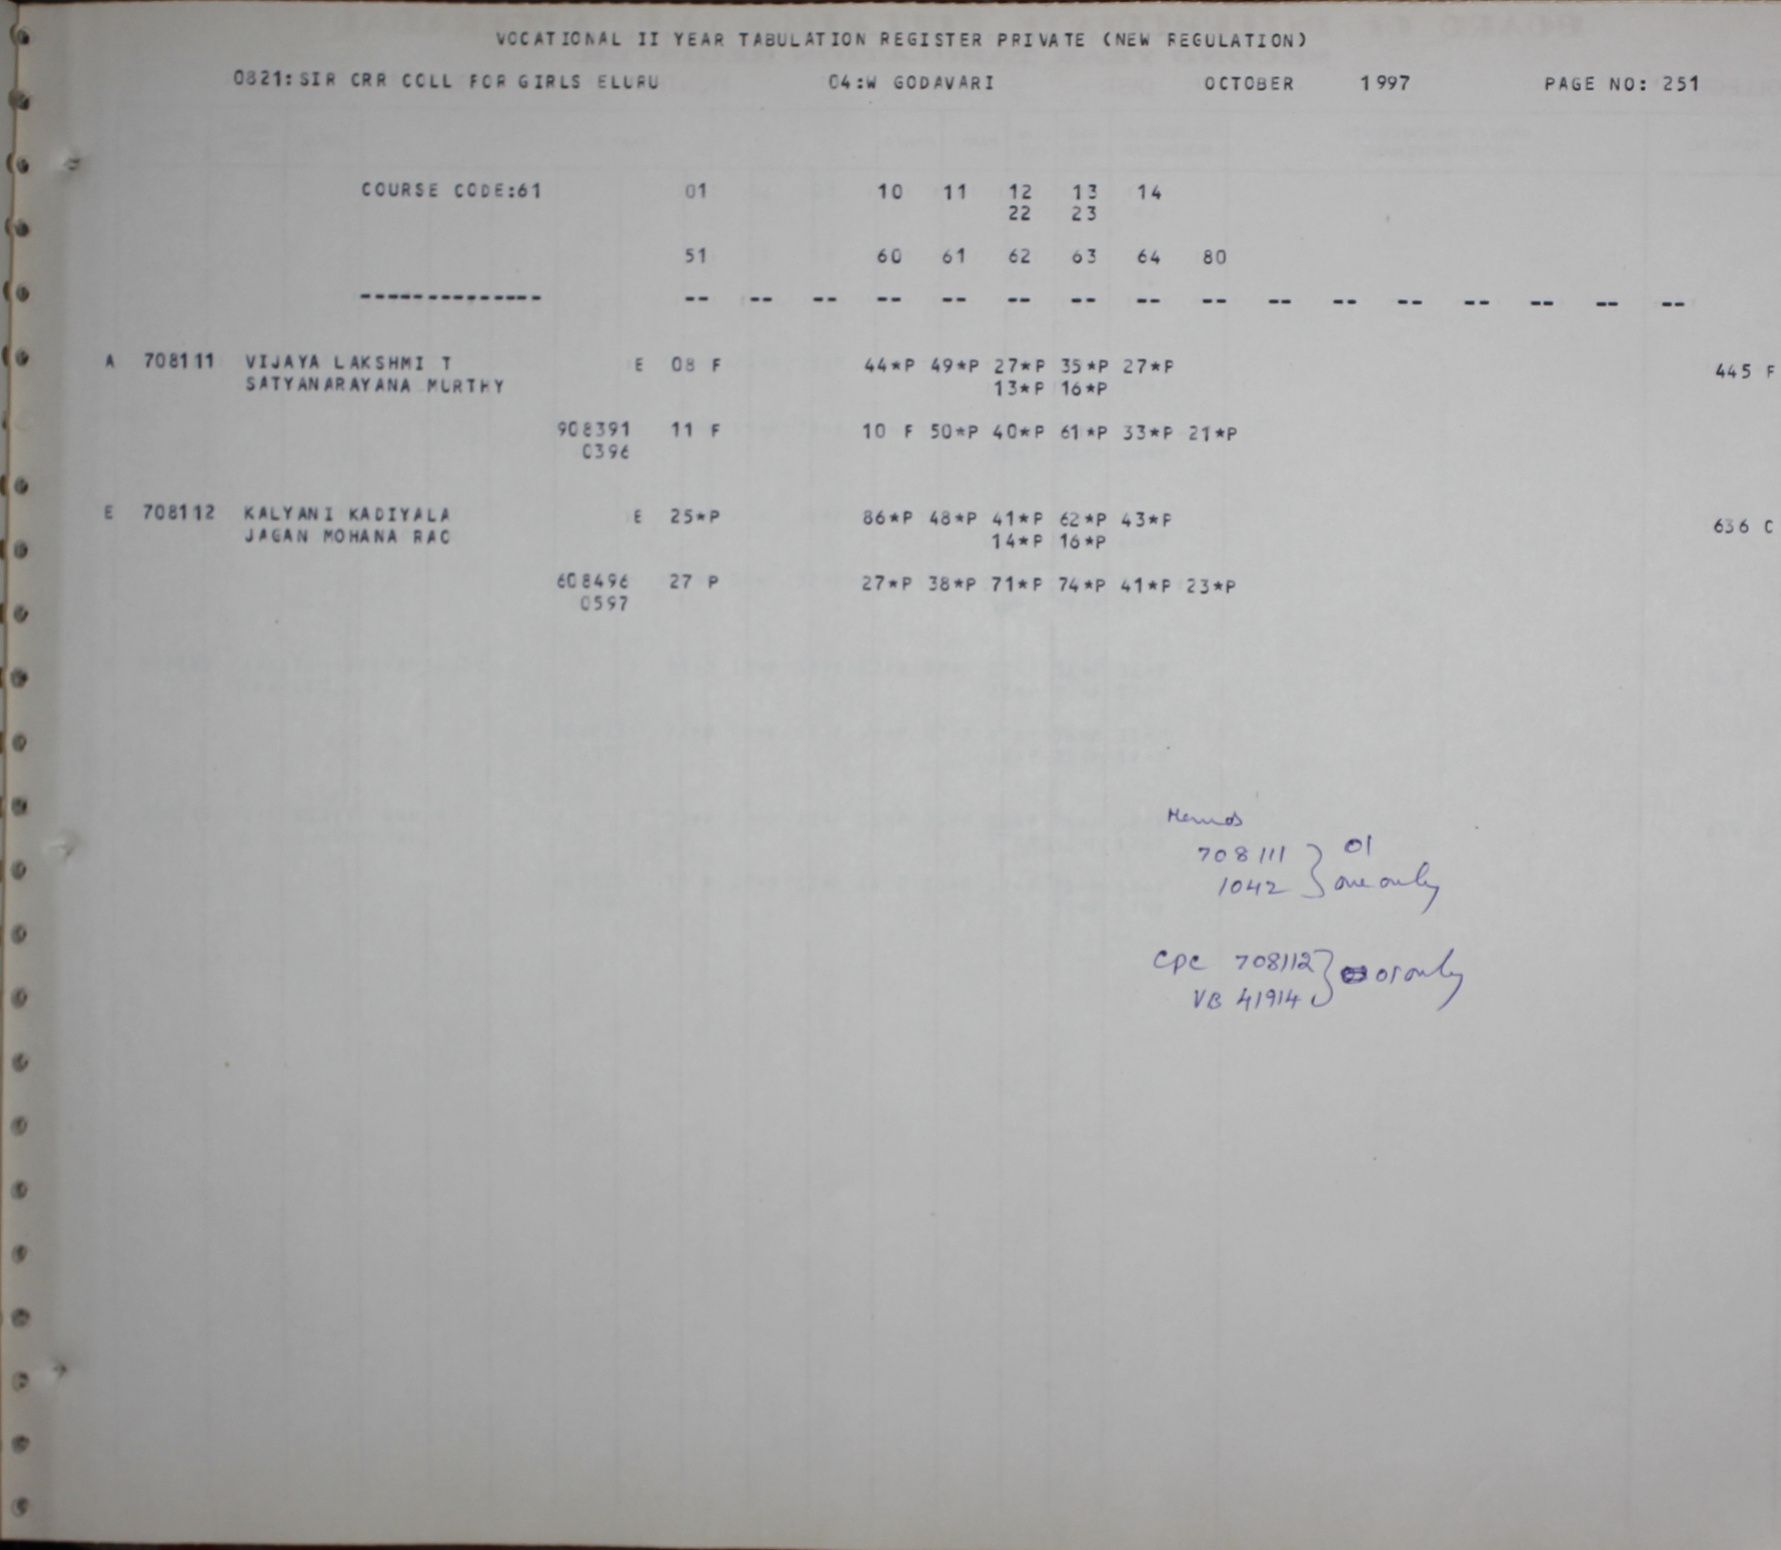 VOCATIONAL II YEAR TABULATION REGISTER PRIVATE (NEW REGULATION)
0821:SIR CRR COLL FOR GIRLS ELURU 04:W GODAVARI OCTOBER 1997 PAGE NO: 251
COURSE CODE:61 01 10 11 12 13 14
22 23
51 60 61 62 63 64 80
-------------- -- -- -- -- -- -- -- -- -- -- -- -- -- -- -- --
A 708111 VIJAYA LAKSHMI T E 08 F 44*P 49*P 27*P 35*P 27*P 445 F
SATYANARAYANA MURTHY 13*P 16*P
908391 11 F 10 F 50*P 40*P 61*P 33*P 21*P
0396
E 708112 KALYANI KADIYALA E 25*P 86*P 48*P 41*P 62*P 43*P 636 C
JAGAN MOHANA RAO 14*P 16*P
608496 27 P 27*P 38*P 71*P 74*P 41*P 23*P
0597
708111 } 01
1042 } one only
CPC 708112 } 01 only
VB 41914